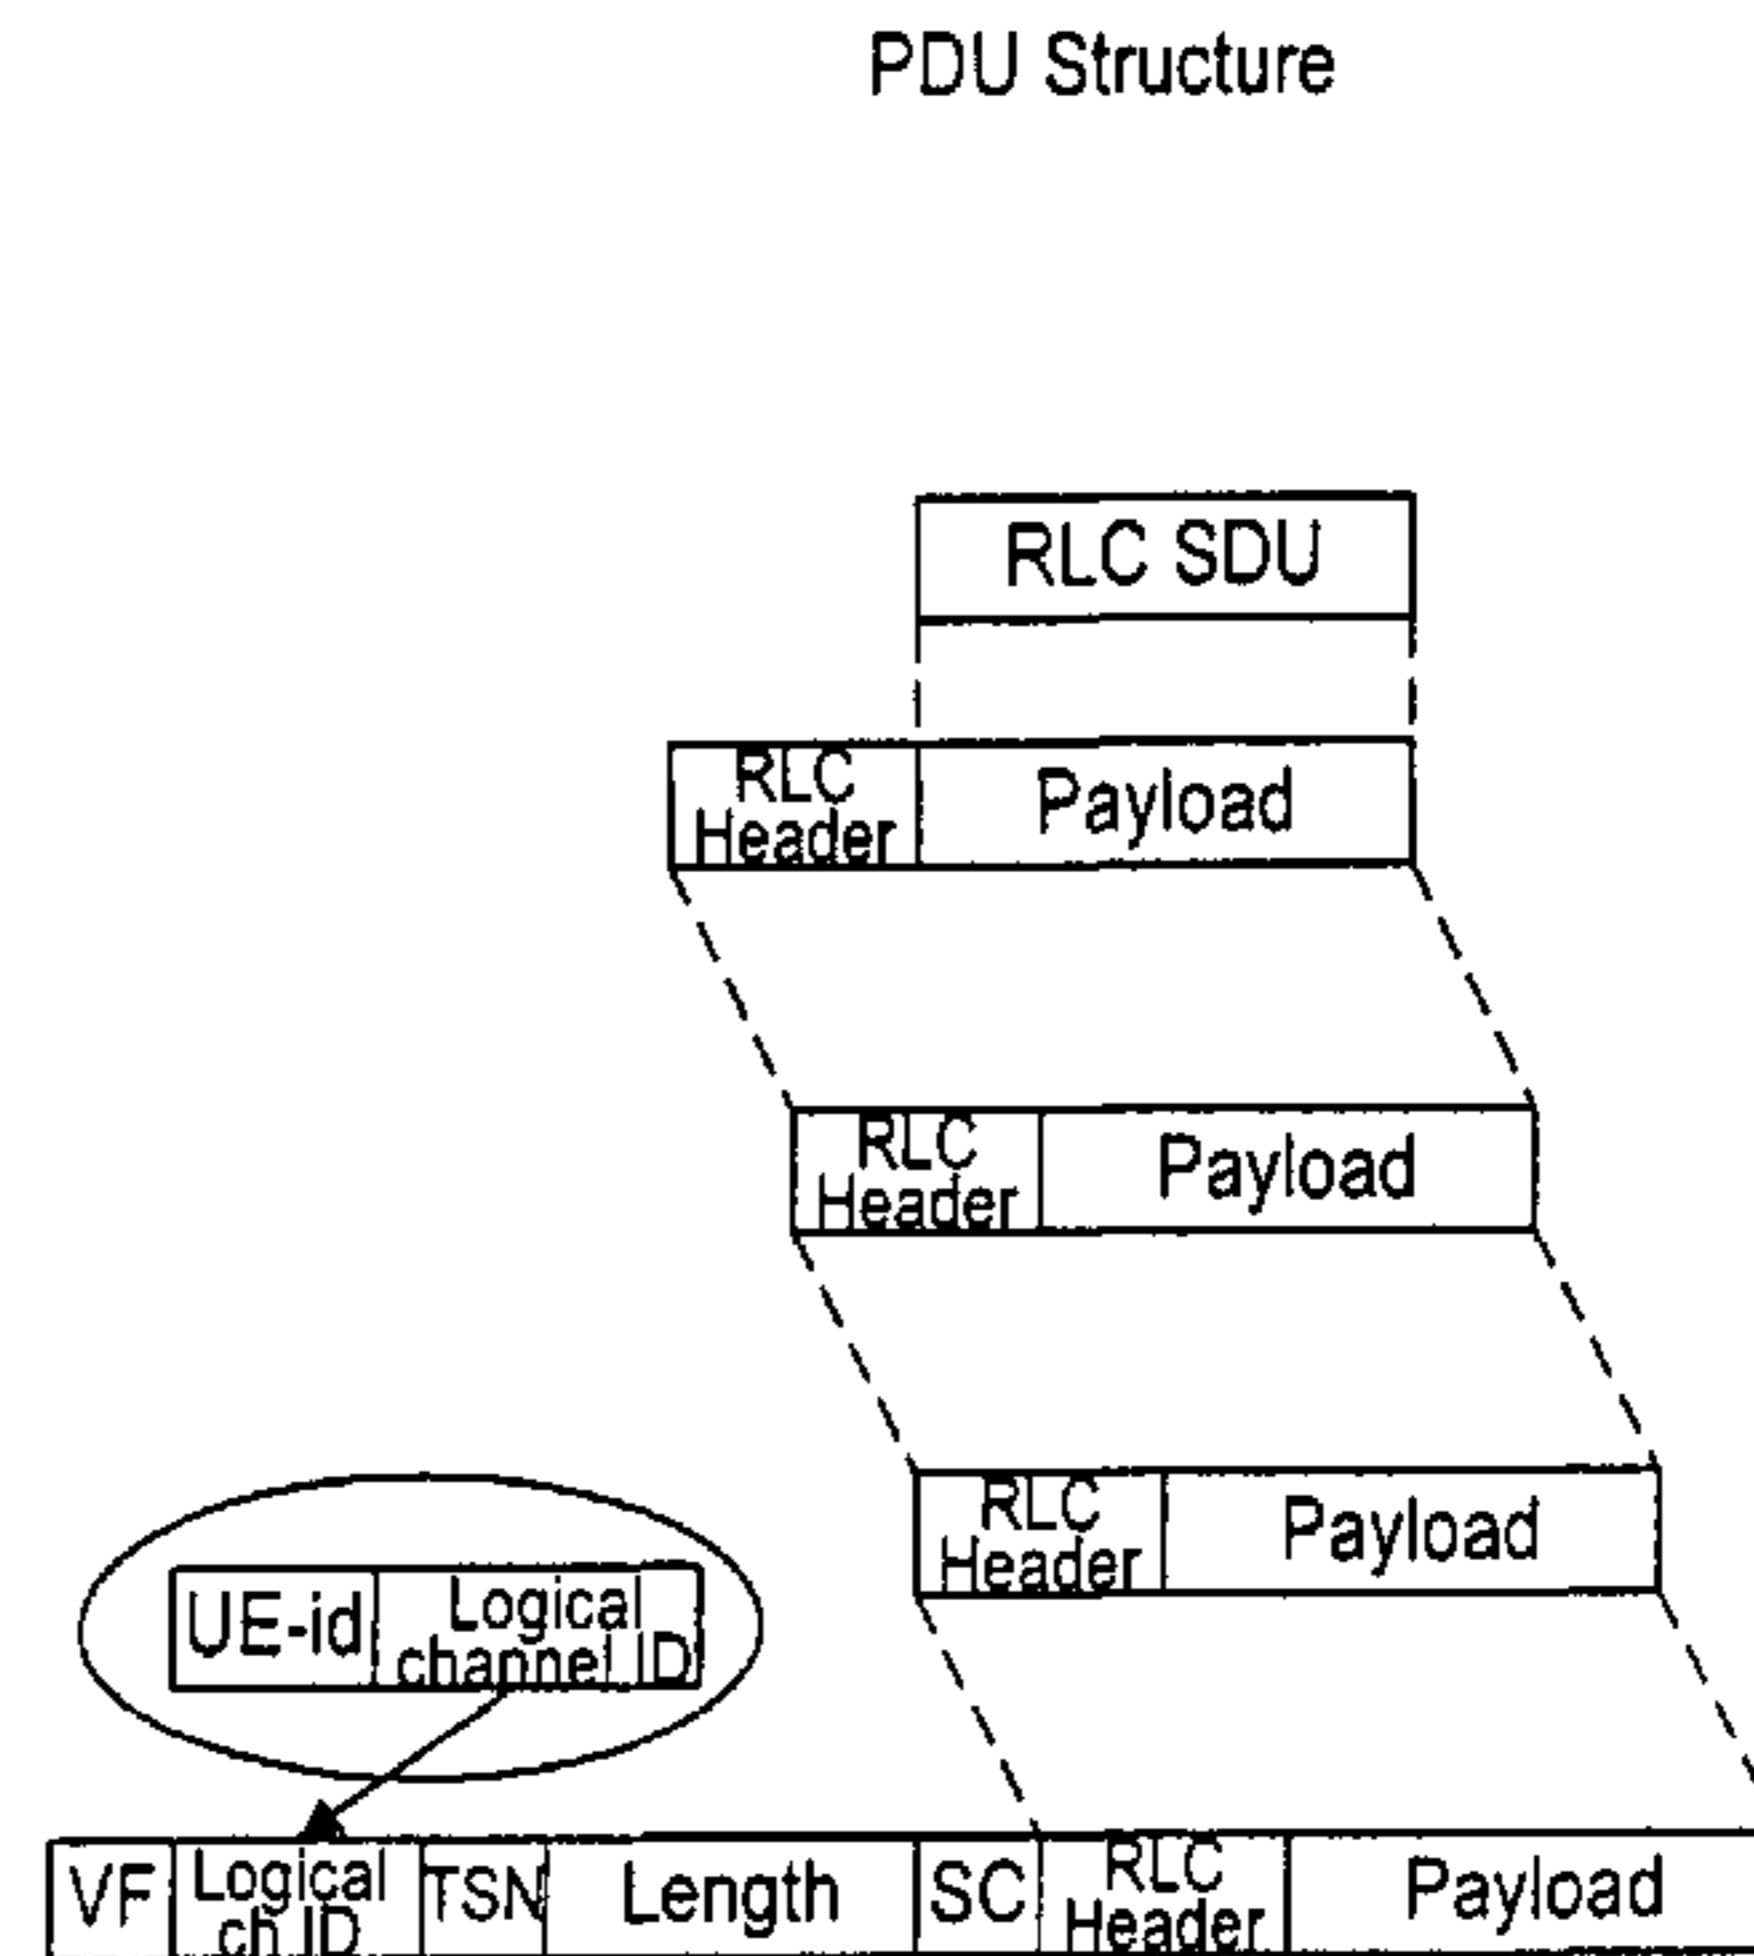 PDU Structure
RLC SDU
RLC
Header
Payload
RLC
Header
Payload
RLC
Header
Payload
UE-id
Logical
channel ID
VF
Logical
ch ID
TSN
Length
SC
RLC
Header
Payload